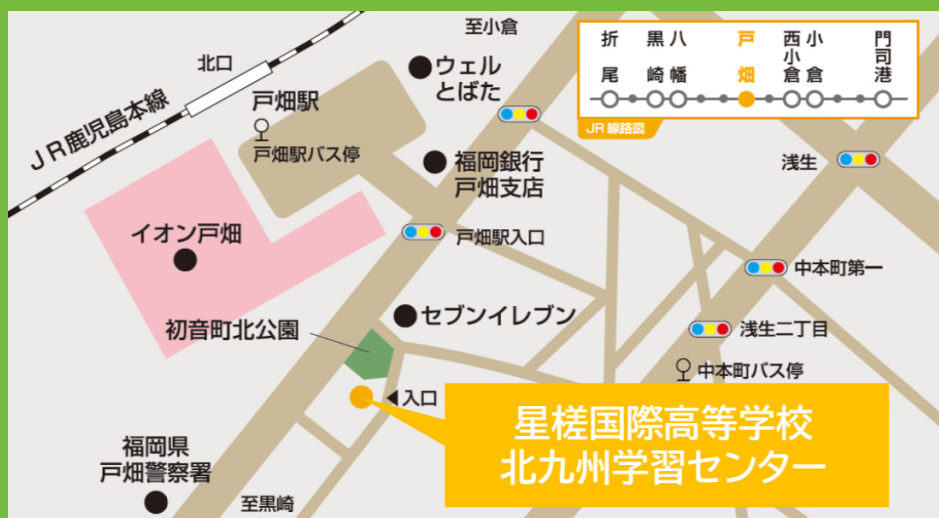 至小倉
北口
ウェル
とばた
JR鹿児島本線
戸畑駅
戸畑駅バス停
福岡銀行
戸畑支店
折尾
黒崎
八幡
戸畑
西小倉
小倉
門司港
JR線路図
浅生
イオン戸畑
戸畑駅入口
中本町第一
初音町北公園
セブンイレブン
浅生二丁目
中本町バス停
入口
星槎国際高等学校
北九州学習センター
福岡県
戸畑警察署
至黒崎